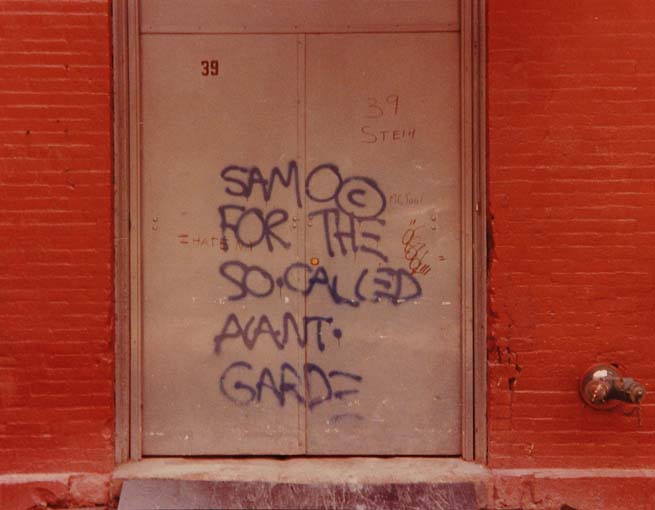 39
39
STEIN
SAMO©
FOR THE
SO·CALLED
AVANT·
GARDE